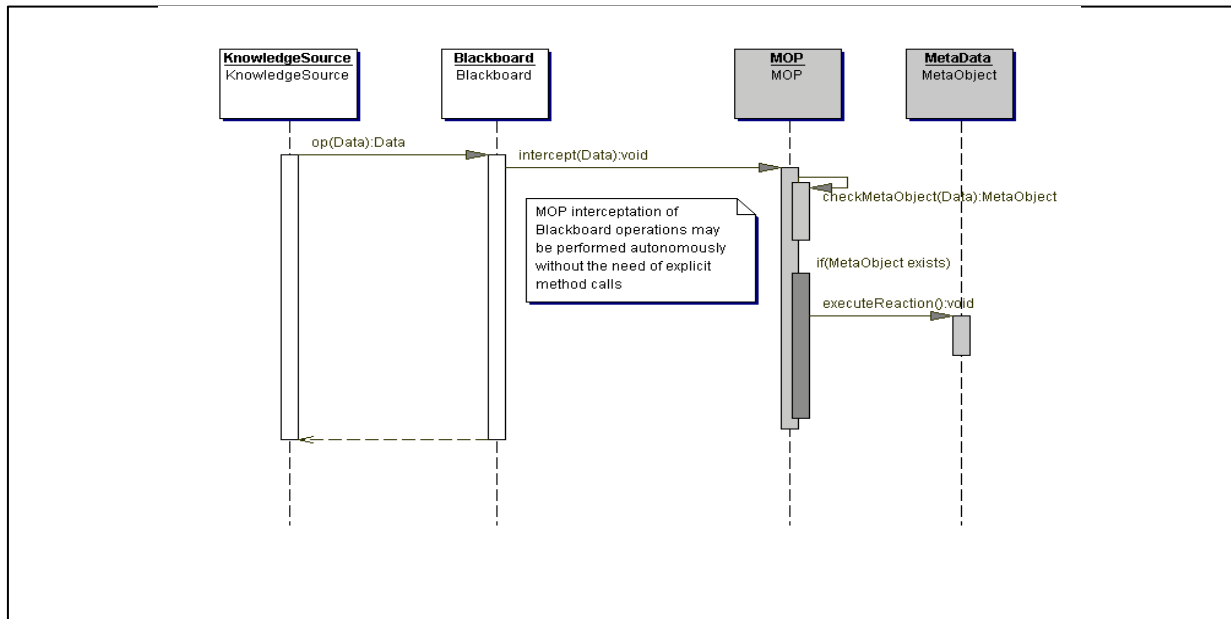 KnowledgeSource
KnowledgeSource
Blackboard
Blackboard
MOP
MOP
MetaData
MetaObject
op(Data):Data
intercept(Data):void
checkMetaObject(Data):MetaObject
MOP interceptation of
Blackboard operations may
be performed autonomously
without the need of explicit
method calls
if(MetaObject exists)
executeReaction():void